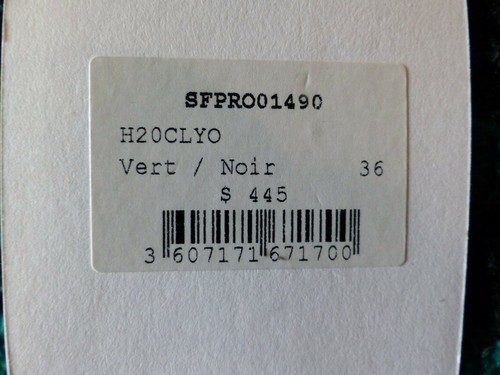 SFPRO01490
H20CLYO
Vert / Noir 36
$ 445
3 607171 671700